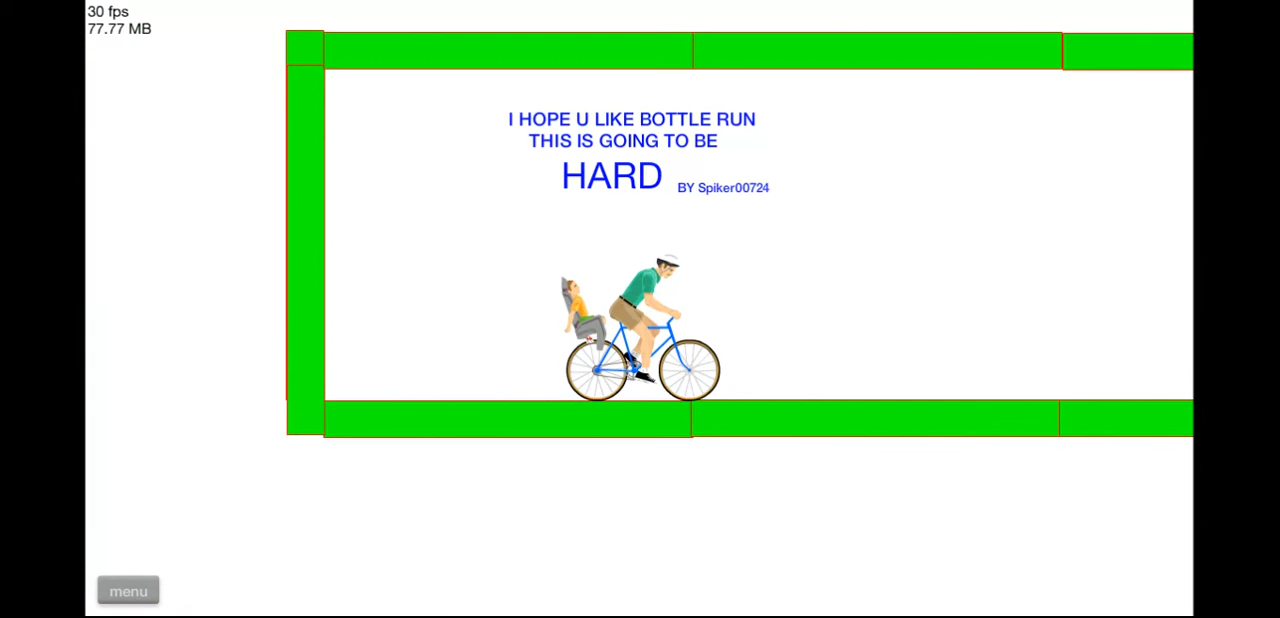 30 fps
77.77 MB
I HOPE U LIKE BOTTLE RUN
THIS IS GOING TO BE
HARD BY Spiker00724
menu